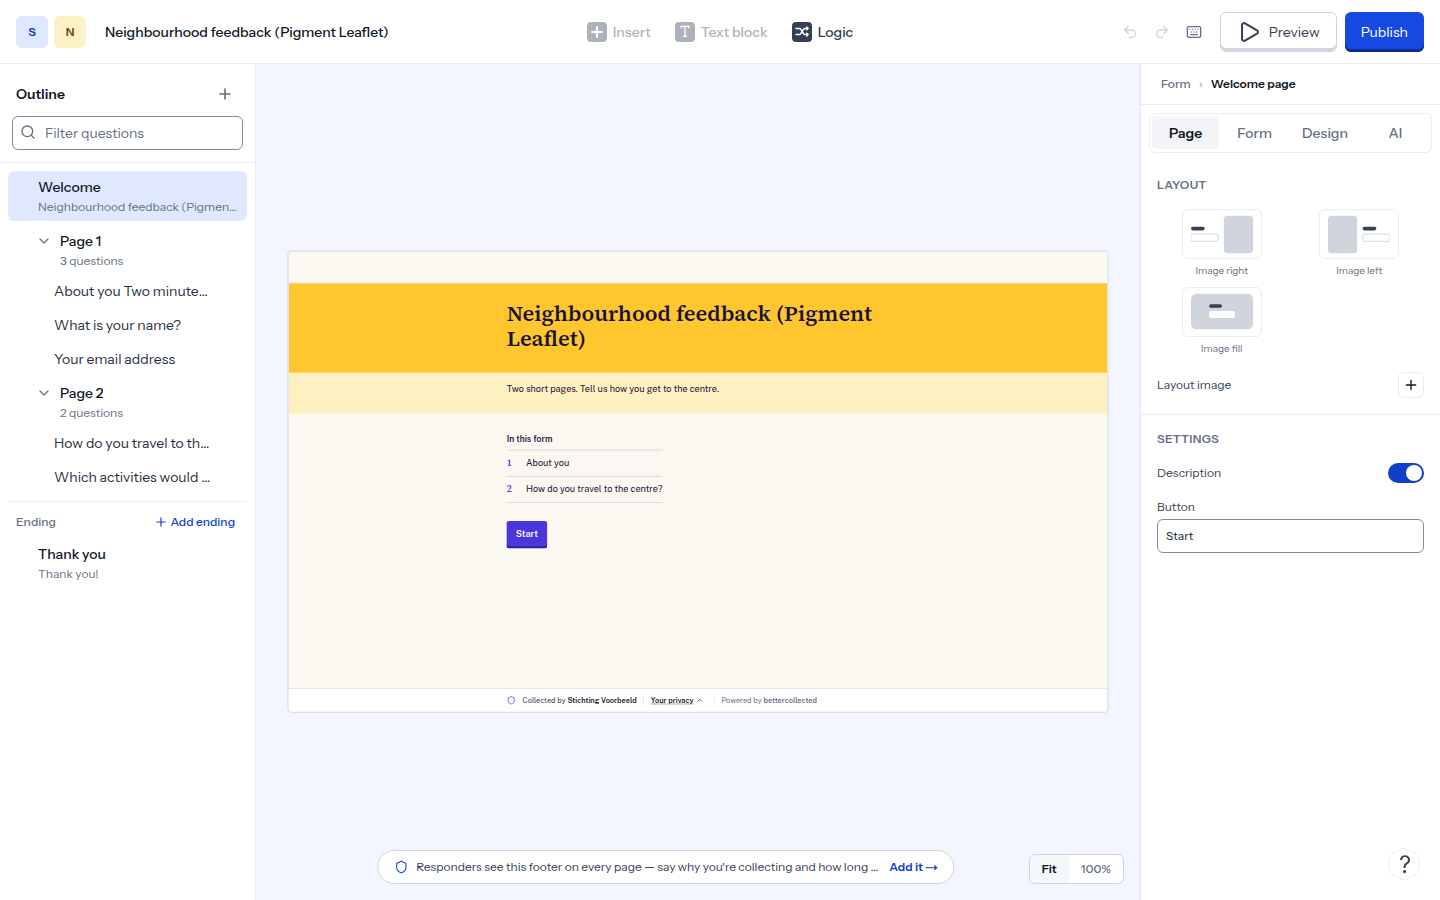 S N Neighbourhood feedback (Pigment Leaflet) Insert Text block Logic Preview Publish
Outline
Filter questions
Welcome
Neighbourhood feedback (Pigmen...
Page 1
3 questions
About you Two minute...
What is your name?
Your email address
Page 2
2 questions
How do you travel to th...
Which activities would ...
Ending Add ending
Thank you
Thank you!
Neighbourhood feedback (Pigment
Leaflet)
Two short pages. Tell us how you get to the centre.
In this form
1 About you
2 How do you travel to the centre?
Start
Collected by Stichting Voorbeeld Your privacy Powered by bettercollected
Responders see this footer on every page — say why you're collecting and how long ... Add it →
Fit 100%
Form › Welcome page
Page Form Design AI
LAYOUT
Image right Image left
Image fill
Layout image
SETTINGS
Description
Button
Start
?